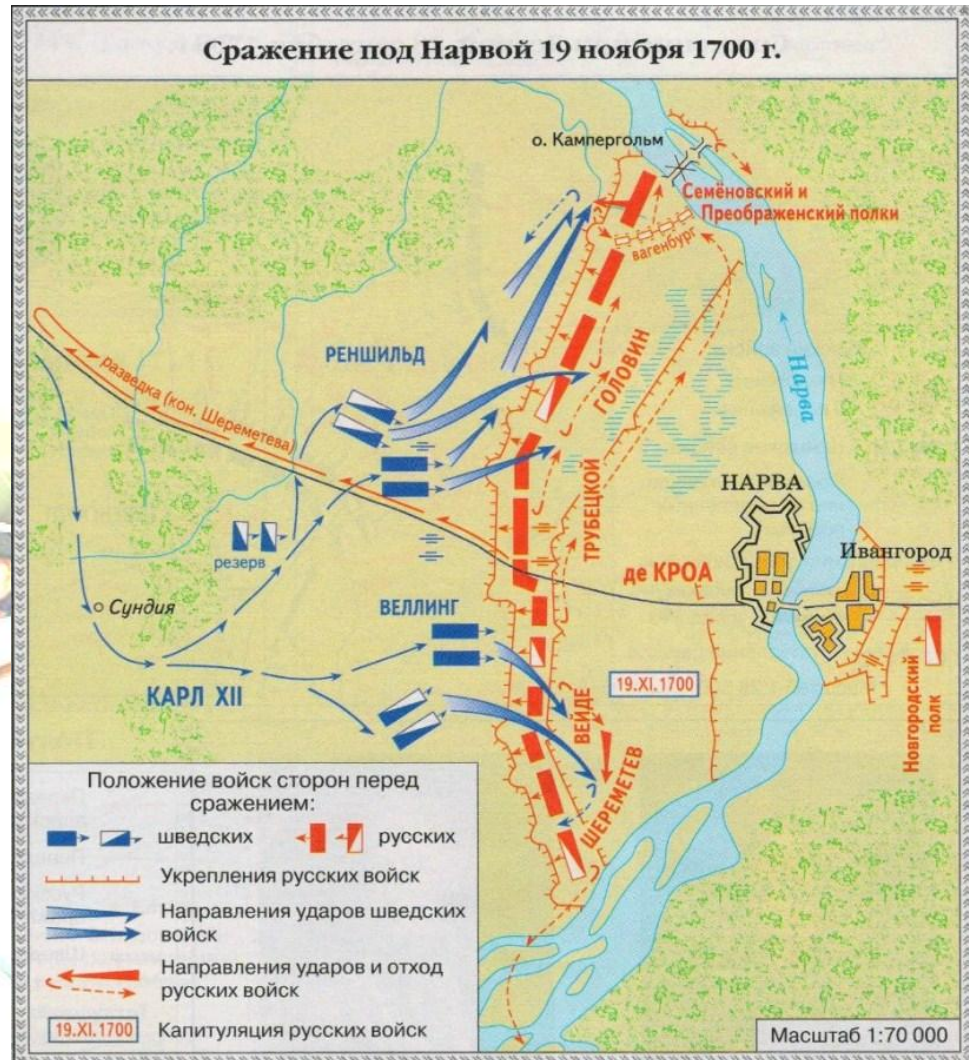 Сражение под Нарвой 19 ноября 1700 г.
о. Кампергольм
Семёновский и
Преображенский полки
вагенбург
РЕНШИЛЬД
ГОЛОВИН
разведка (кон. Шереметева)
Нарва
НАРВА
ТРУБЕЦКОЙ
Ивангород
резерв
де КРОА
Сундия
ВЕЛЛИНГ
КАРЛ XII
19.XI.1700
ВЕЙДЕ
Новгородский
полк
ШЕРЕМЕТЕВ
Положение войск сторон перед
сражением:
шведских
русских
Укрепления русских войск
Направления ударов шведских
войск
Направления ударов и отход
русских войск
19.XI.1700
Капитуляция русских войск
Масштаб 1:70 000